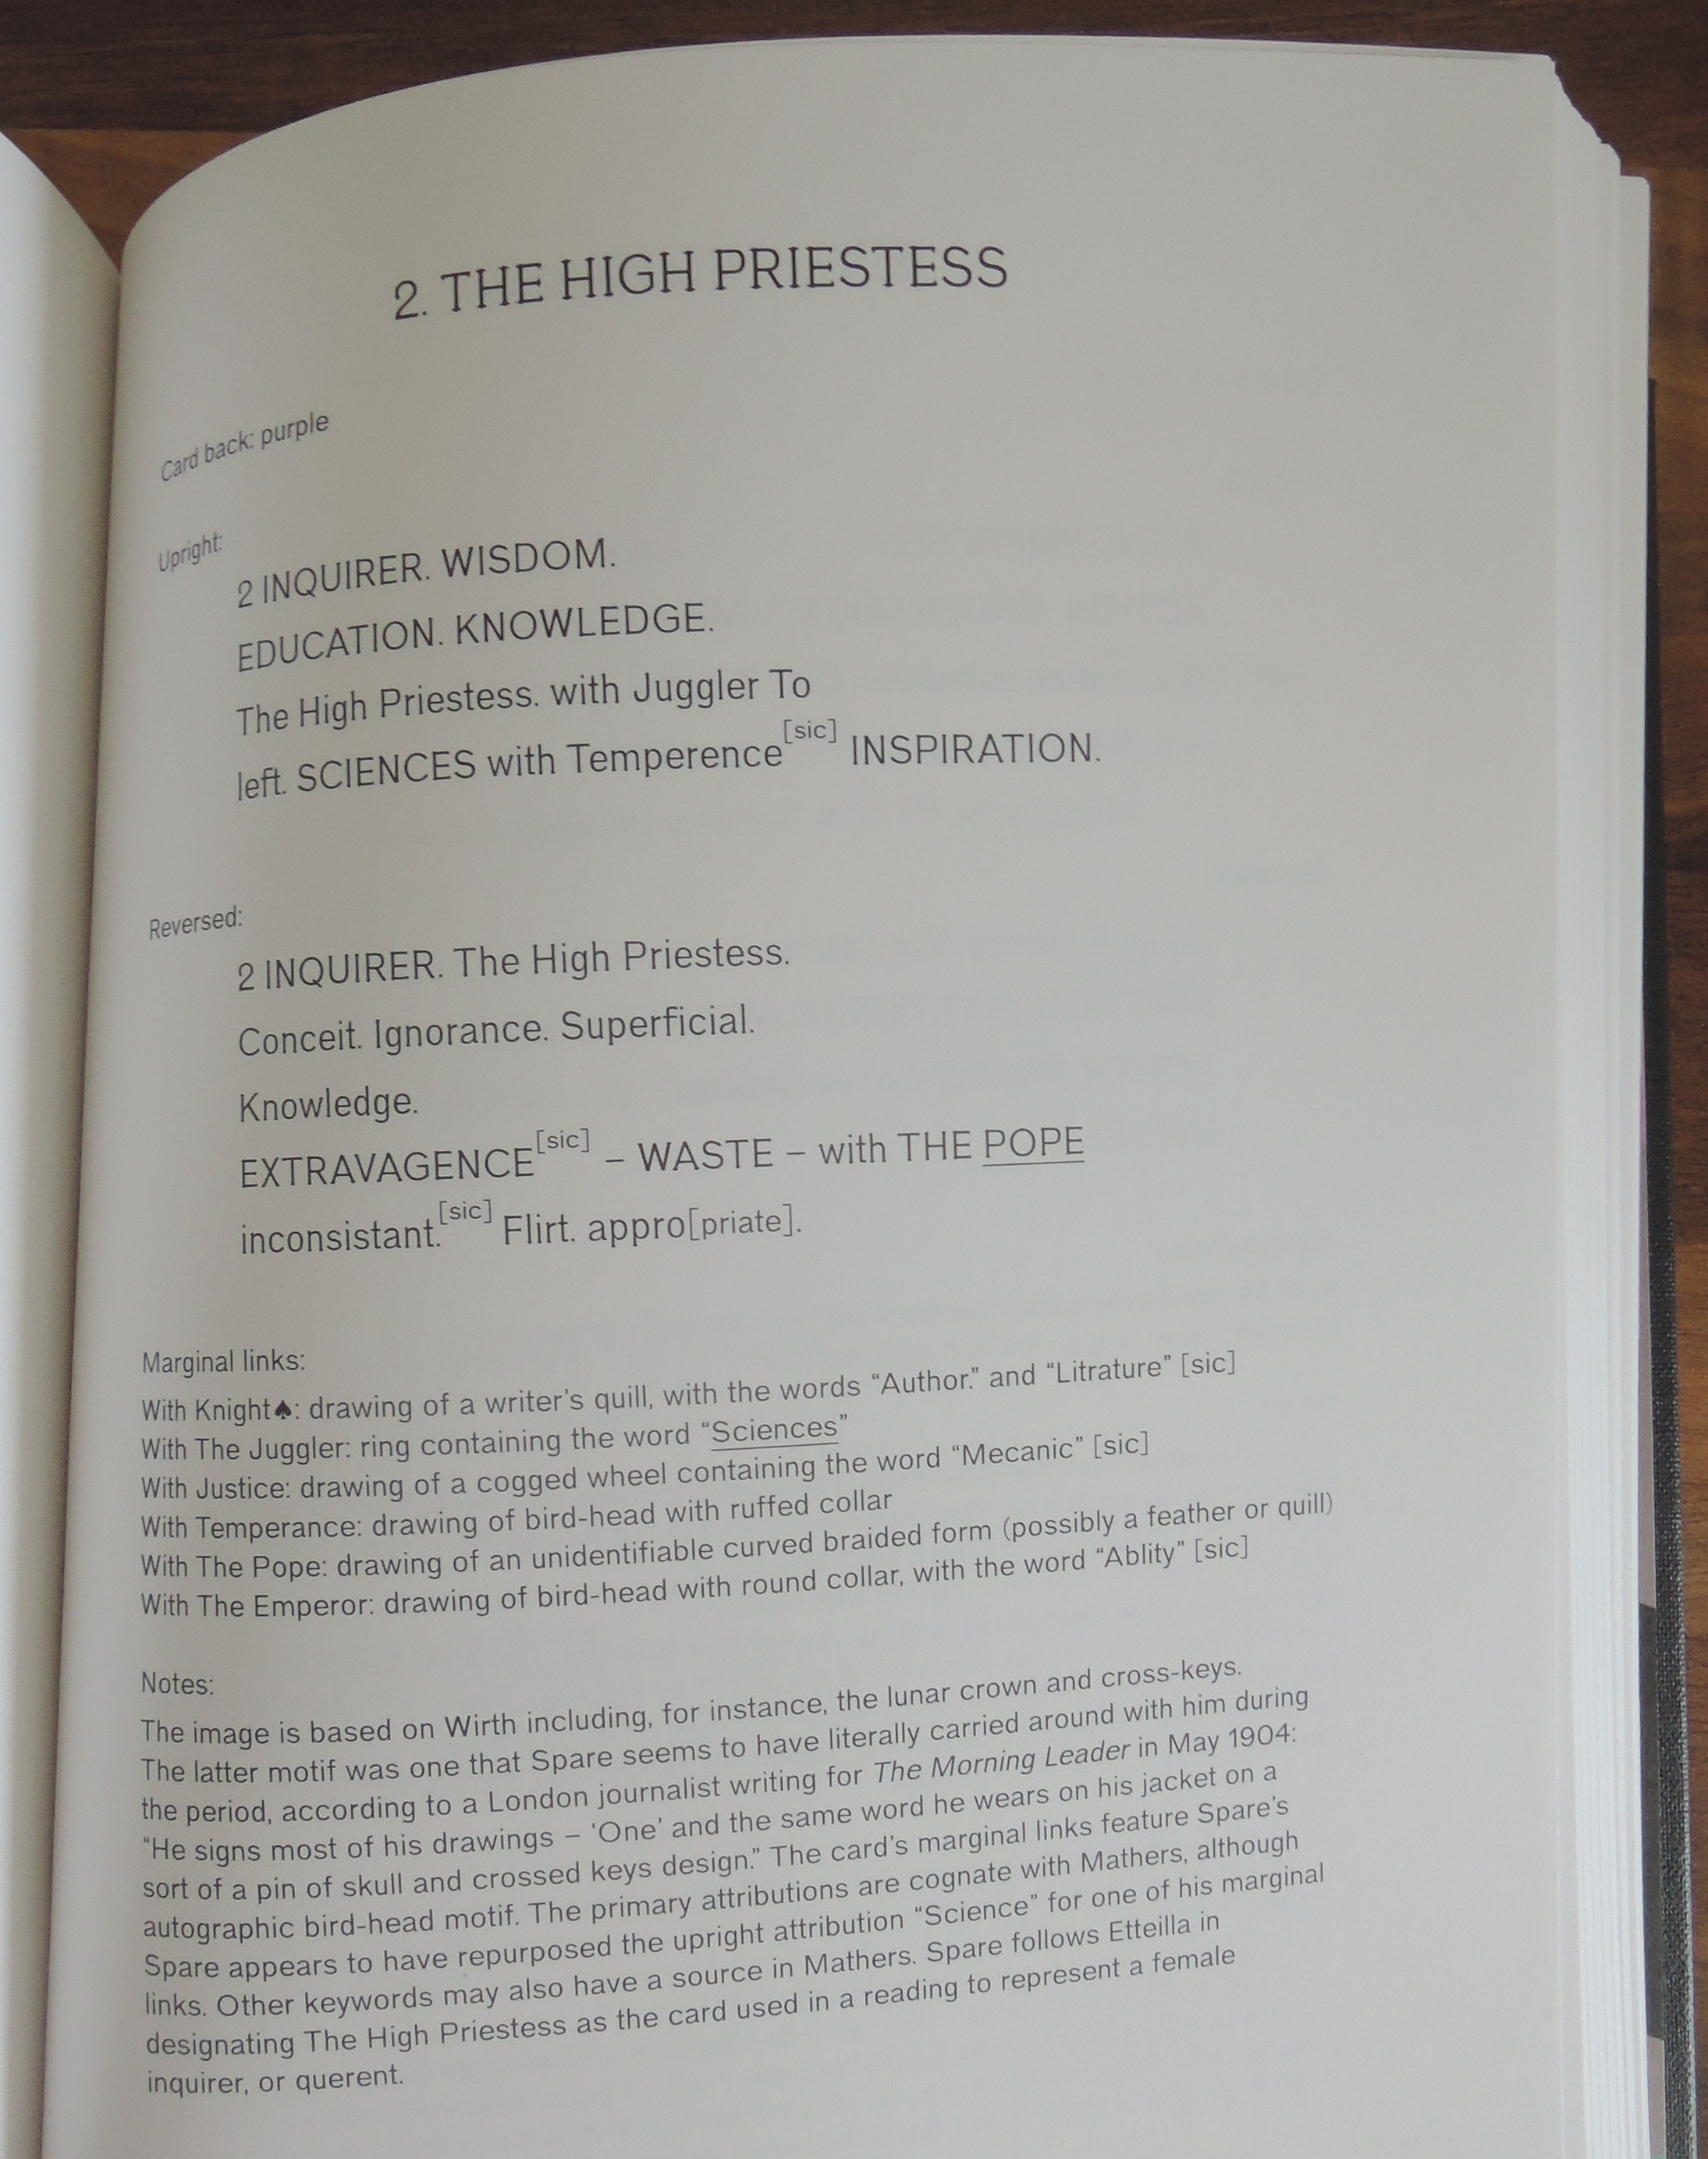 2. THE HIGH PRIESTESS
Card back: purple
Upright:
2 INQUIRER. WISDOM.
EDUCATION. KNOWLEDGE.
The High Priestess. with Juggler To
left. SCIENCES with Temperence[sic] INSPIRATION.
Reversed:
2 INQUIRER. The High Priestess.
Conceit. Ignorance. Superficial.
Knowledge.
EXTRAVAGENCE[sic] – WASTE – with THE POPE
inconsistant.[sic] Flirt. appro[priate].
Marginal links:
With Knight♠: drawing of a writer’s quill, with the words “Author.” and “Litrature” [sic]
With The Juggler: ring containing the word “Sciences”
With Justice: drawing of a cogged wheel containing the word “Mecanic” [sic]
With Temperance: drawing of bird-head with ruffed collar
With The Pope: drawing of an unidentifiable curved braided form (possibly a feather or quill)
With The Emperor: drawing of bird-head with round collar, with the word “Ablity” [sic]
Notes:
The image is based on Wirth including, for instance, the lunar crown and cross-keys.
The latter motif was one that Spare seems to have literally carried around with him during
the period, according to a London journalist writing for The Morning Leader in May 1904:
“He signs most of his drawings – ‘One’ and the same word he wears on his jacket on a
sort of a pin of skull and crossed keys design.” The card’s marginal links feature Spare’s
autographic bird-head motif. The primary attributions are cognate with Mathers, although
Spare appears to have repurposed the upright attribution “Science” for one of his marginal
links. Other keywords may also have a source in Mathers. Spare follows Etteilla in
designating The High Priestess as the card used in a reading to represent a female
inquirer, or querent.